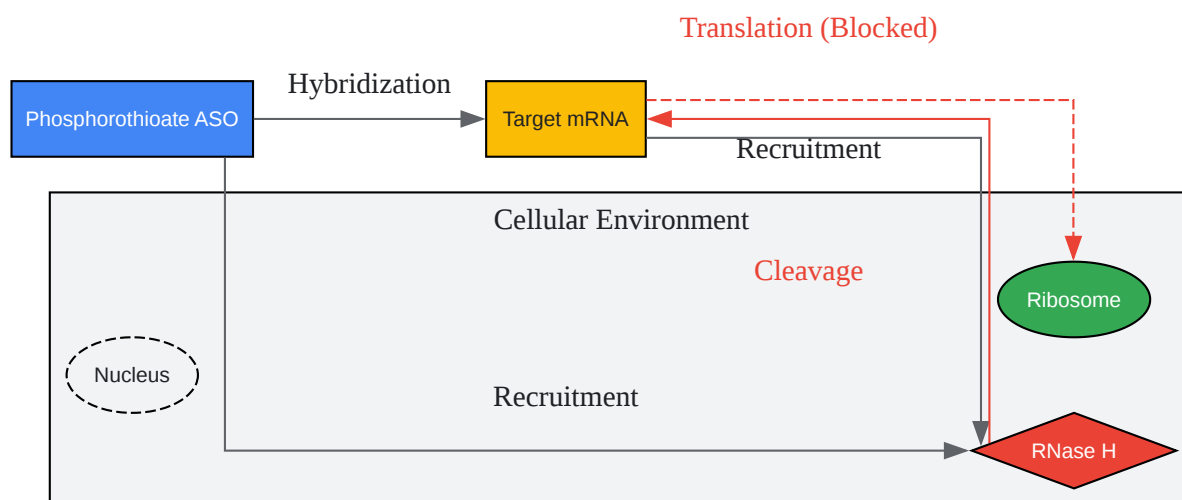 Translation (Blocked)
Hybridization
Phosphorothioate ASO
Target mRNA
Recruitment
Cellular Environment
Cleavage
Ribosome
Nucleus
Recruitment
RNase H